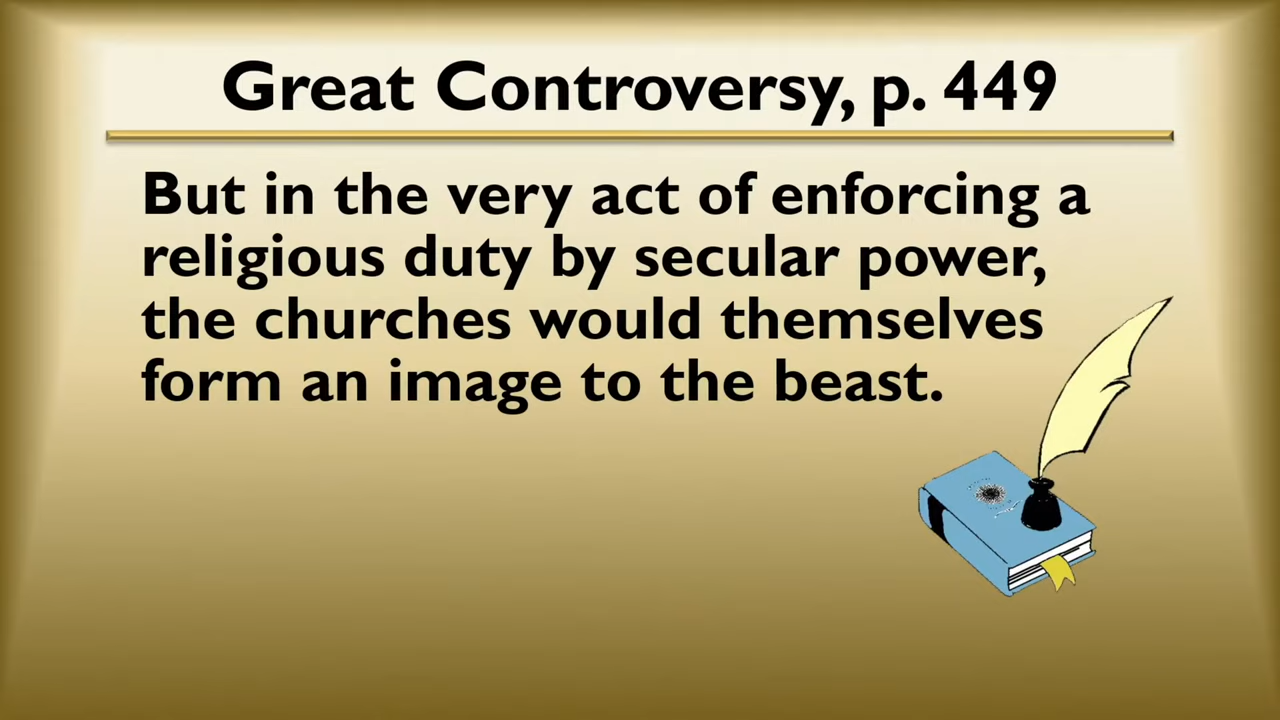 Great Controversy, p. 449
But in the very act of enforcing a
religious duty by secular power,
the churches would themselves
form an image to the beast.